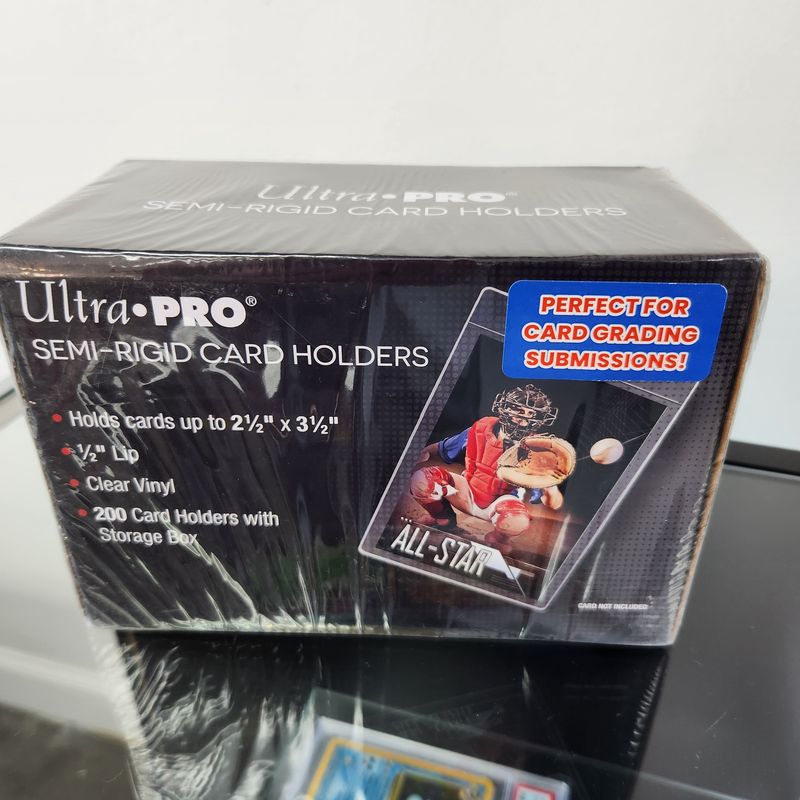 Ultra•PRO®
SEMI-RIGID CARD HOLDERS
Ultra•PRO®
SEMI-RIGID CARD HOLDERS
PERFECT FOR
CARD GRADING
SUBMISSIONS!
• Holds cards up to 2½" x 3½"
• ½" Lip
• Clear Vinyl
• 200 Card Holders with
Storage Box
ALL-STAR
CARD NOT INCLUDED